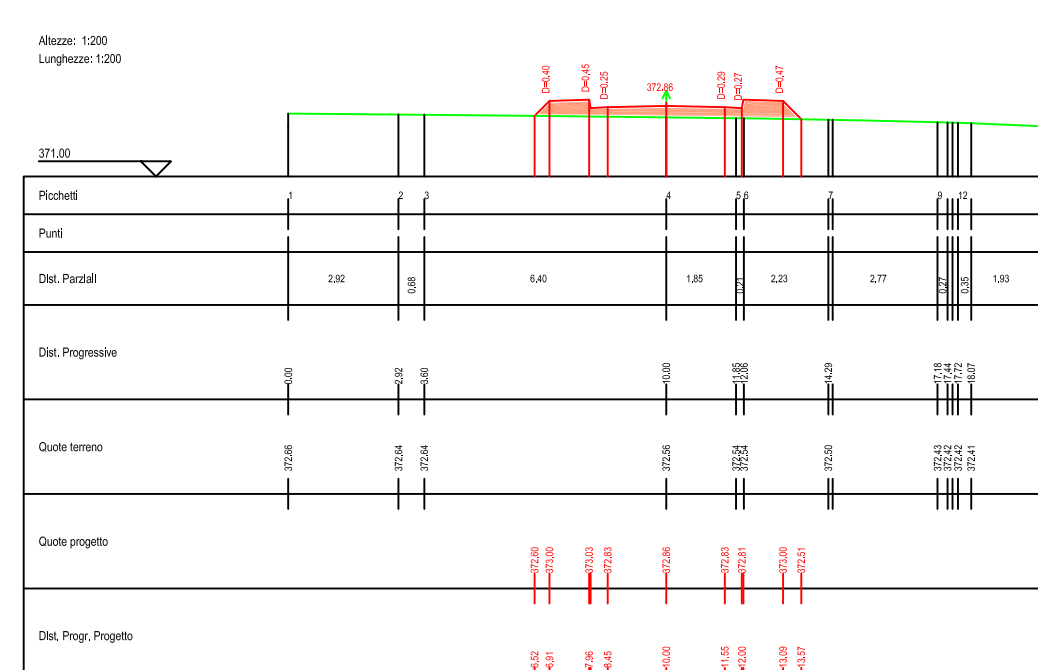 Altezze: 1:200
Lunghezze: 1:200
D=0.40 D=0.45 D=0.25 372.86 D=0.29 D=0.27 D=0.47
371.00
Picchetti 1 2 3 4 5 6 7 9 12
Punti
Dist. Parziali 2.92 0.68 6.40 1.85 0.21 2.23 2.77 0.27 0.35 1.93
Dist. Progressive 0.00 2.92 3.60 10.00 11.85 12.06 14.29 17.18 17.44 17.72 18.07
Quote terreno 372.66 372.64 372.64 372.56 372.54 372.54 372.50 372.43 372.42 372.42 372.41
Quote progetto 372.60 373.00 373.03 372.83 372.86 372.83 372.81 373.00 372.51
Dist. Progr. Progetto 6.52 6.91 7.96 8.45 10.00 11.55 12.00 13.09 13.57